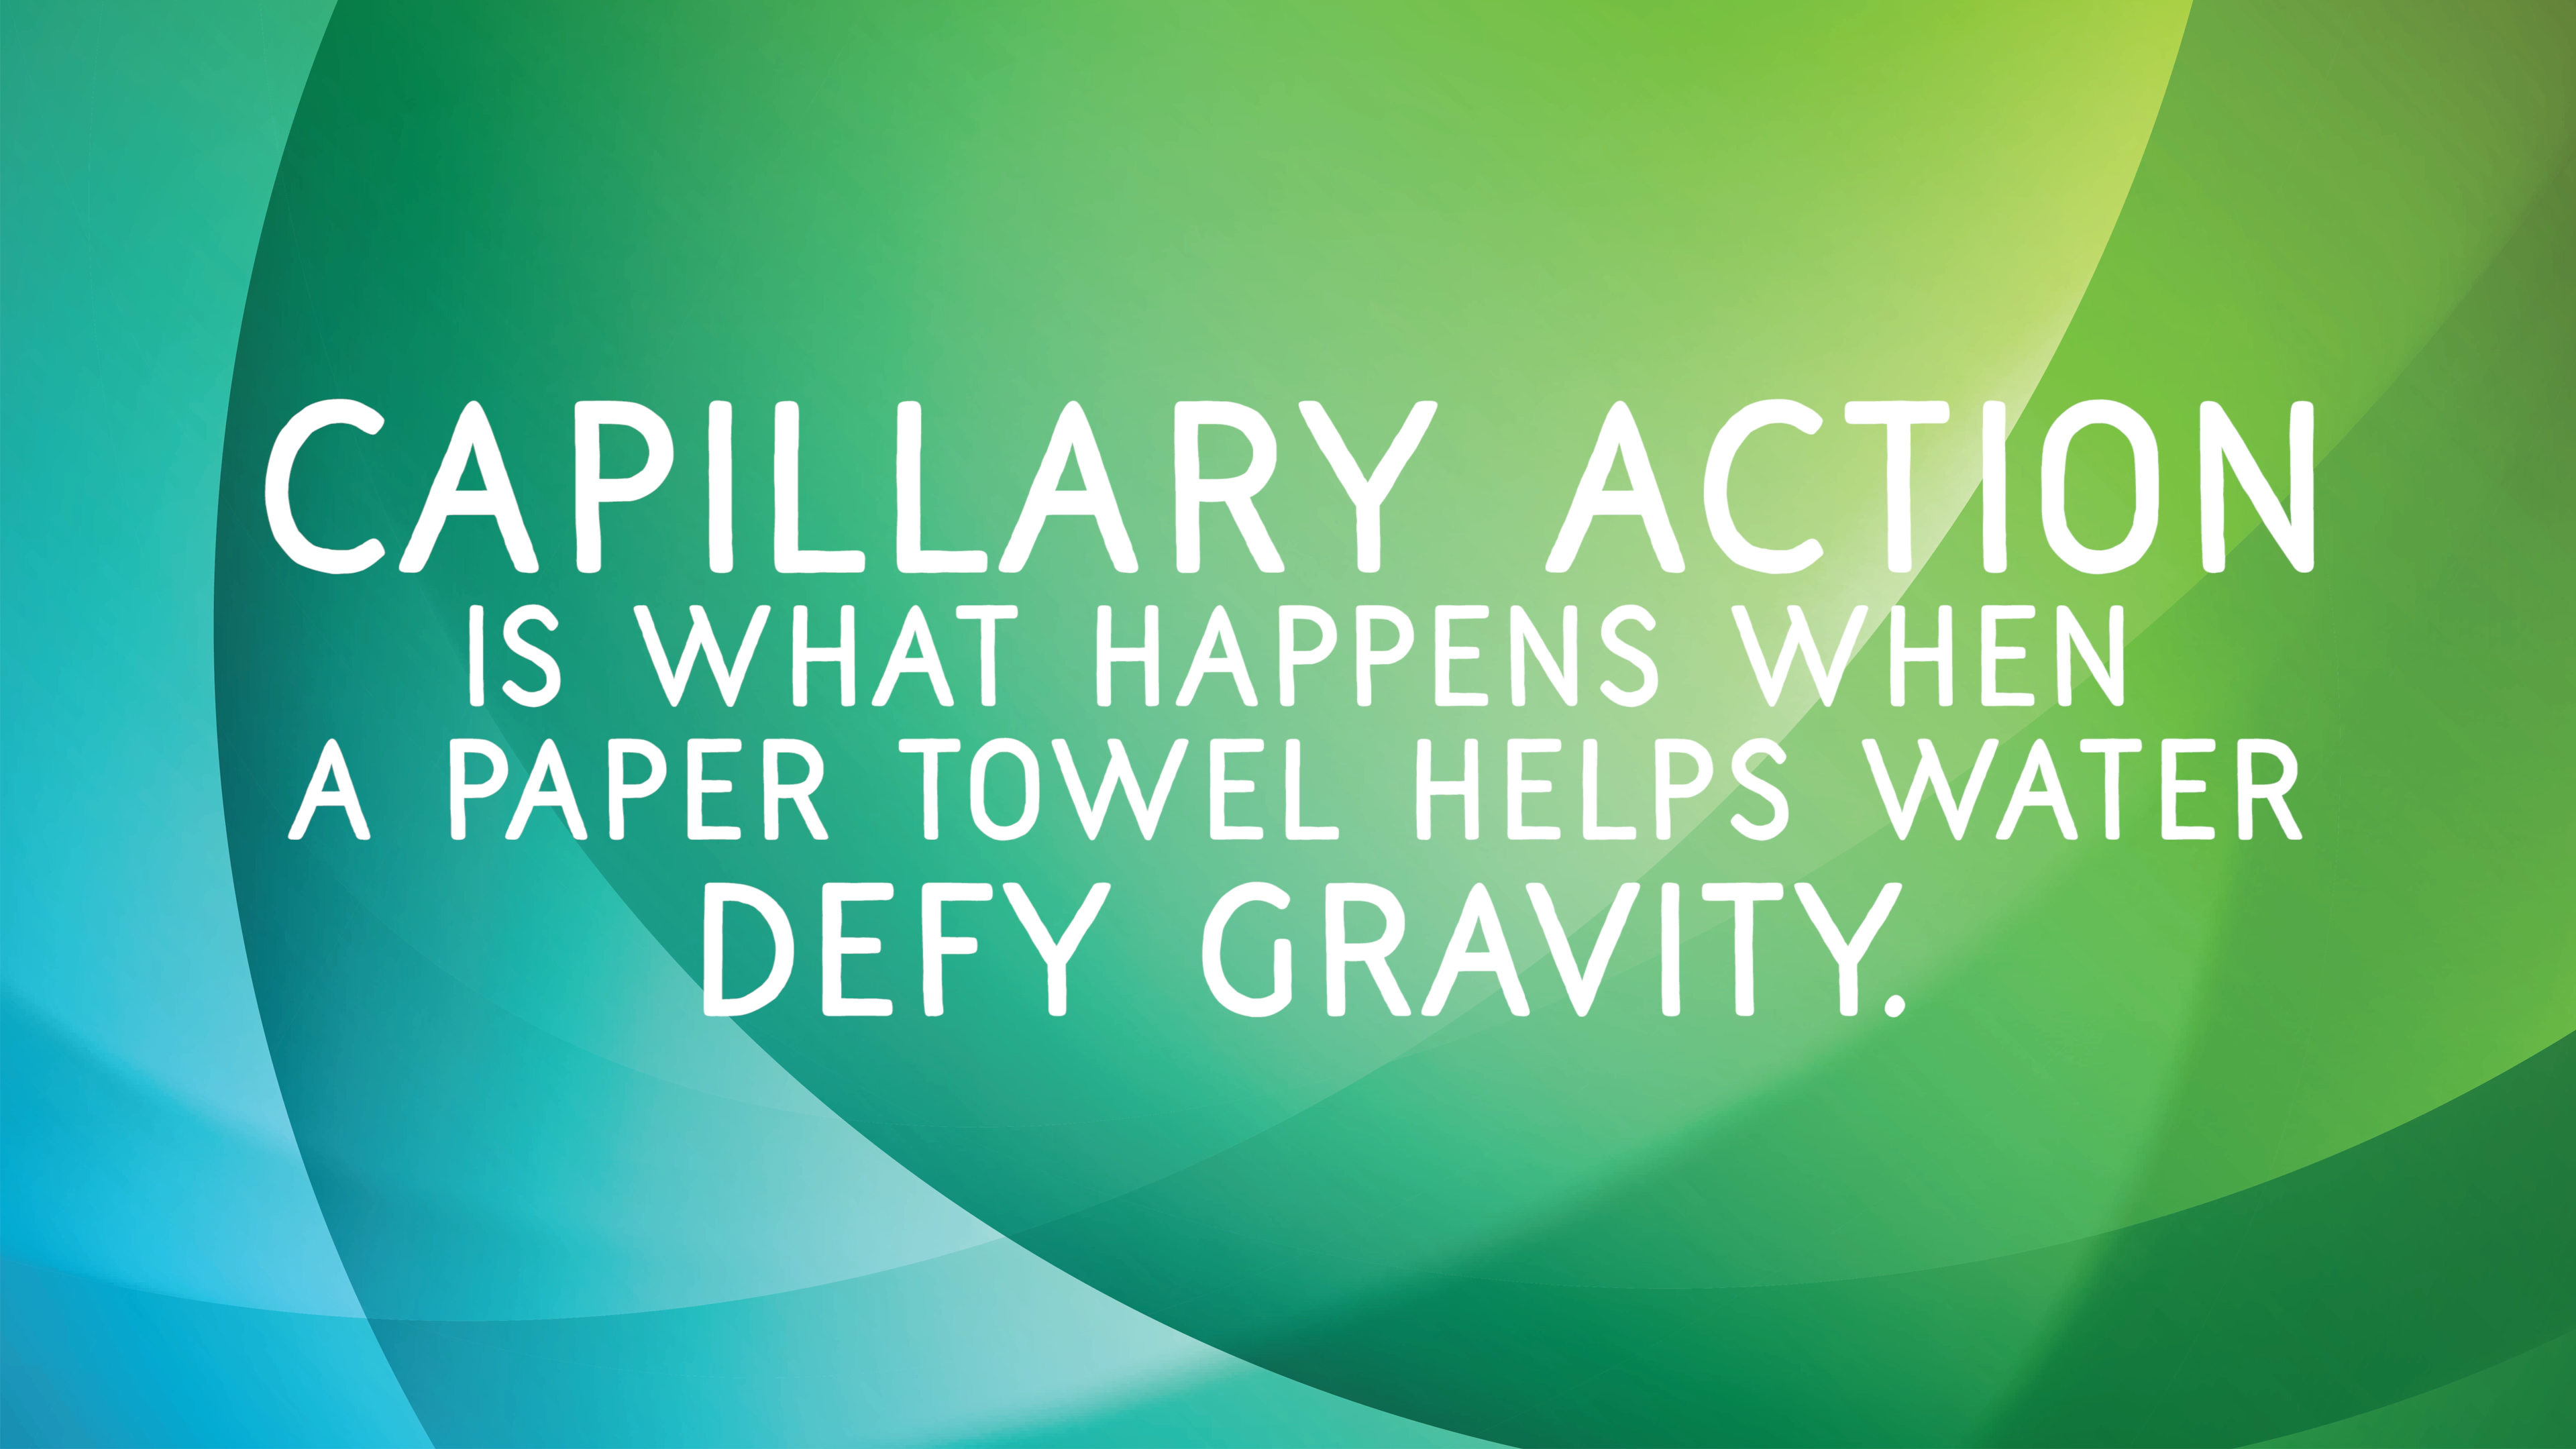 CAPILLARY ACTION
IS WHAT HAPPENS WHEN
A PAPER TOWEL HELPS WATER
DEFY GRAVITY.